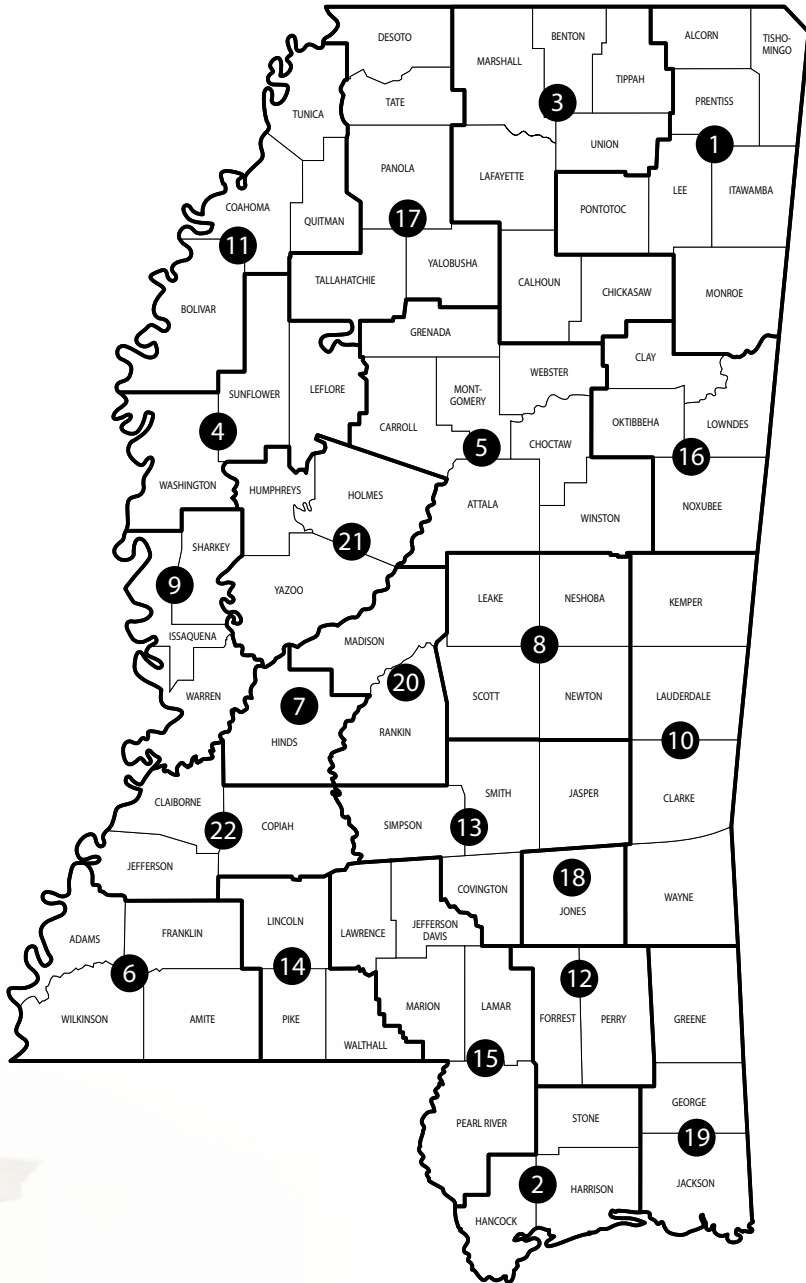 DESOTO
MARSHALL
BENTON
TIPPAH
ALCORN
TISHO-
MINGO
TUNICA
TATE
3
PRENTISS
1
UNION
PANOLA
LAFAYETTE
COAHOMA
QUITMAN
17
PONTOTOC
LEE
ITAWAMBA
11
TALLAHATCHIE
YALOBUSHA
CALHOUN
CHICKASAW
MONROE
BOLIVAR
GRENADA
CLAY
WEBSTER
SUNFLOWER
LEFLORE
MONT-
GOMERY
CARROLL
4
5
CHOCTAW
OKTIBBEHA
LOWNDES
16
WASHINGTON
HUMPHREYS
HOLMES
ATTALA
WINSTON
NOXUBEE
21
SHARKEY
9
YAZOO
LEAKE
NESHOBA
KEMPER
ISSAQUENA
MADISON
8
WARREN
20
SCOTT
NEWTON
LAUDERDALE
7
HINDS
RANKIN
10
CLAIBORNE
22
COPIAH
SIMPSON
13
SMITH
JASPER
CLARKE
JEFFERSON
COVINGTON
18
JONES
WAYNE
ADAMS
FRANKLIN
LINCOLN
LAWRENCE
JEFFERSON
DAVIS
6
14
12
WILKINSON
AMITE
PIKE
WALTHALL
MARION
LAMAR
FORREST
PERRY
GREENE
15
PEARL RIVER
STONE
GEORGE
19
2
HANCOCK
HARRISON
JACKSON